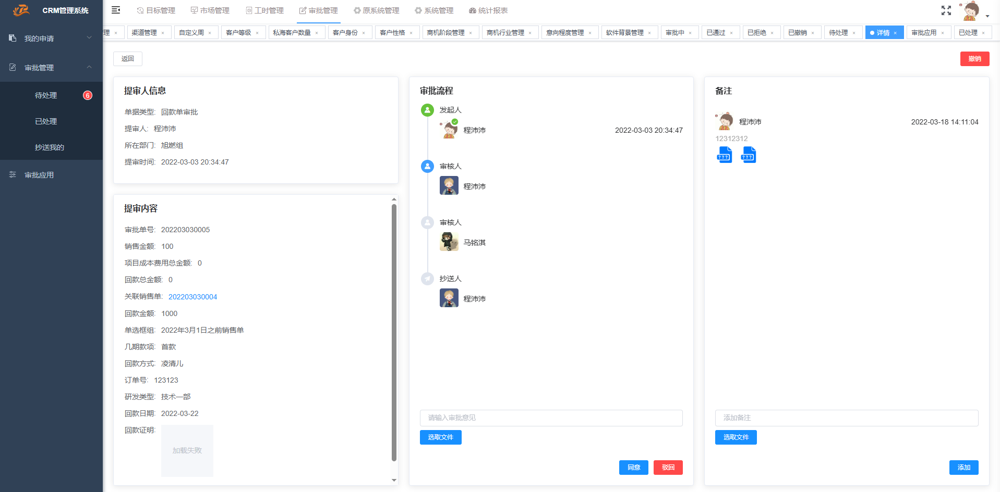 CRM管理系统
目标管理
市场管理
工时管理
审批管理
原系统管理
系统管理
统计报表
理 ×
渠道管理 ×
自定义周 ×
客户等级 ×
私海客户数量 ×
客户身份 ×
客户性格 ×
商机阶段管理 ×
商机行业管理 ×
意向程度管理 ×
软件背景管理 ×
审批中 ×
已通过 ×
已拒绝 ×
已撤销 ×
待处理 ×
详情 ×
审批应用 ×
已处理 ×
我的申请
审批管理
待处理 6
已处理
抄送我的
审批应用
返回
撤销
提审人信息
单据类型: 回款单审批
提审人: 程沛沛
所在部门: 旭燃组
提审时间: 2022-03-03 20:34:47
提审内容
审批单号: 202203030005
销售金额: 100
项目成本费用总金额: 0
回款总金额: 0
关联销售单: 202203030004
回款金额: 1000
单选框组: 2022年3月1日之前销售单
几期款项: 首款
回款方式: 凌清儿
订单号: 123123
研发类型: 技术一部
回款日期: 2022-03-22
回款证明:
加载失败
审批流程
发起人
程沛沛 2022-03-03 20:34:47
审核人
程沛沛
审核人
马铭淇
抄送人
程沛沛
请输入审批意见
选取文件
同意
驳回
备注
程沛沛 2022-03-18 14:11:04
12312312
???
???
添加备注
选取文件
添加